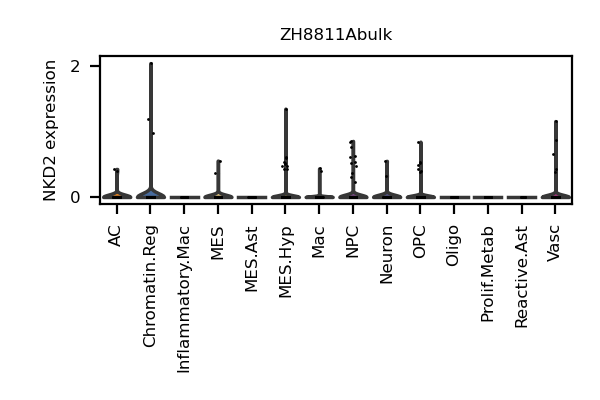 ZH8811Abulk
NKD2 expression
2
0
AC
Chromatin.Reg
Inflammatory.Mac
MES
MES.Ast
MES.Hyp
Mac
NPC
Neuron
OPC
Oligo
Prolif.Metab
Reactive.Ast
Vasc